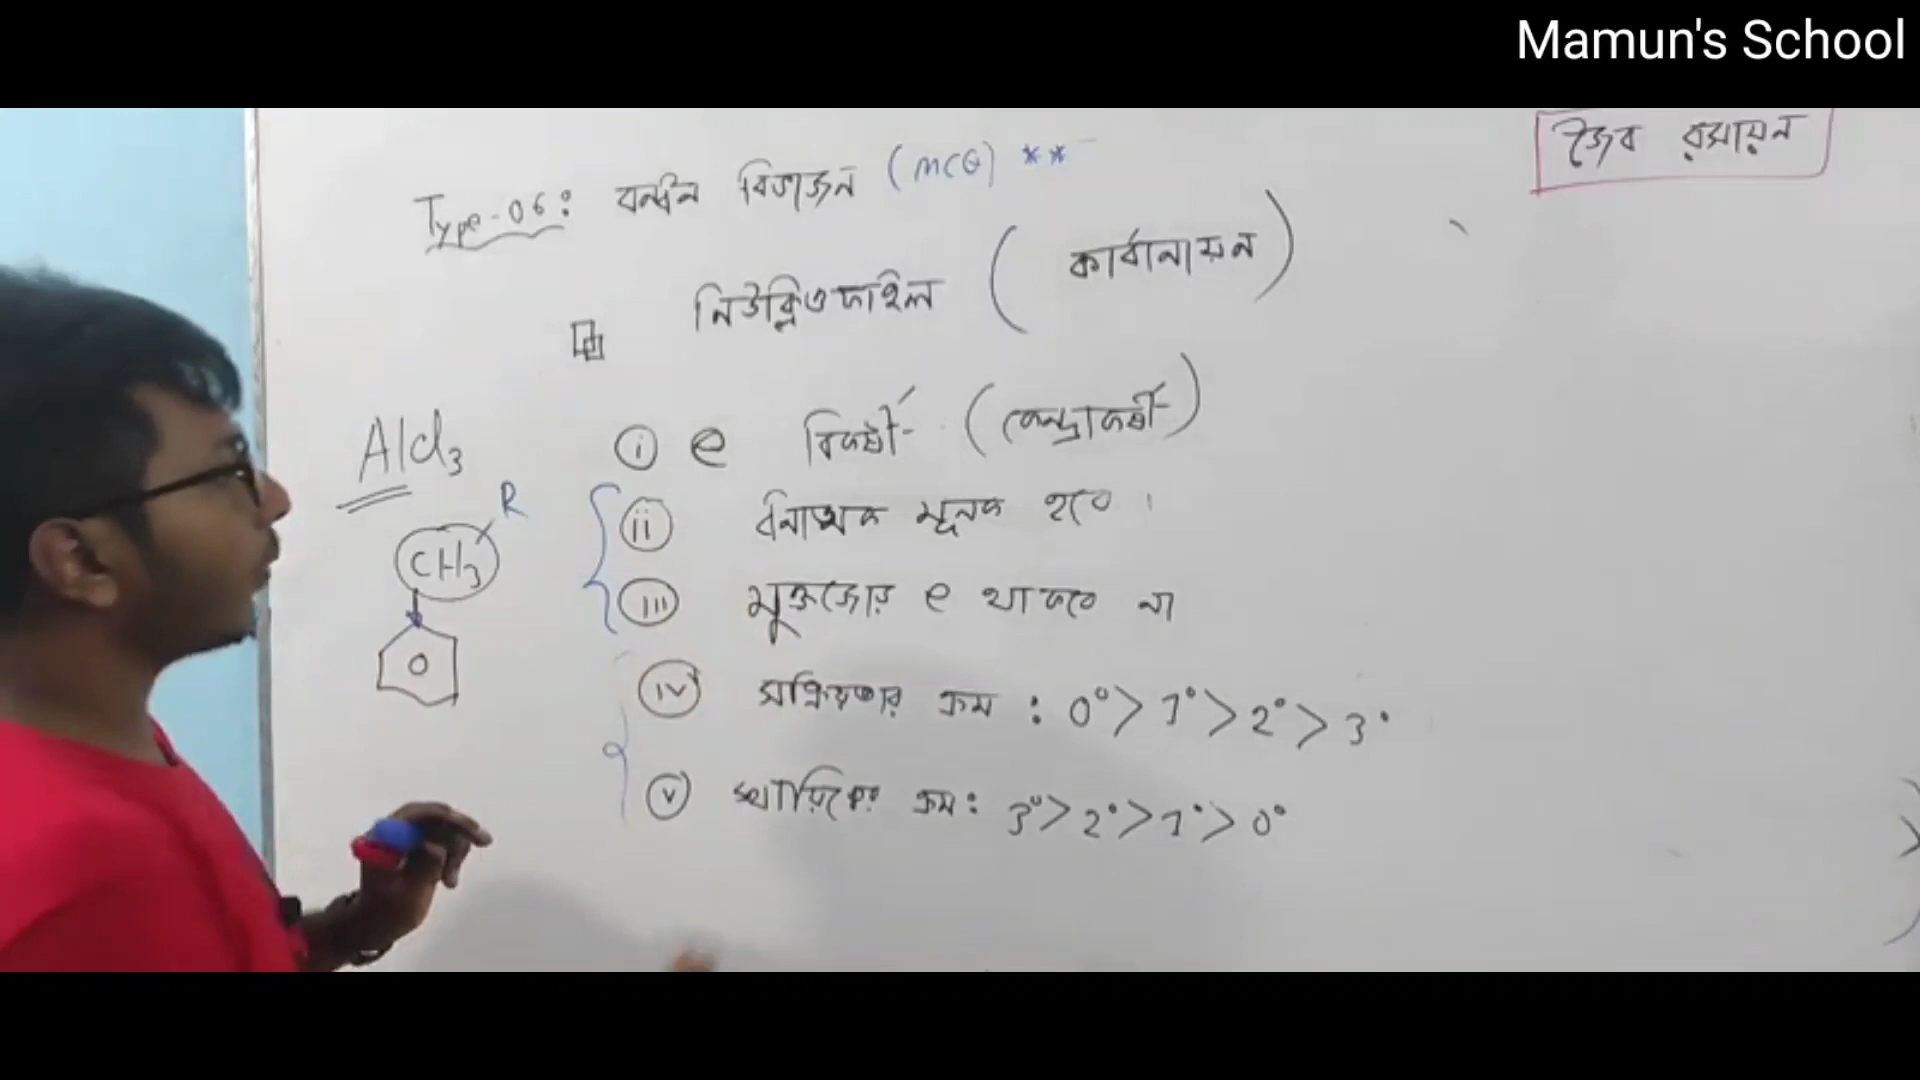 Mamun's School
জৈব রসায়ন
Type-06: বন্ধন বিভাজন (MCQ) **
নিউক্লিওফাইল (কার্বানায়ন)
AlCl₃
R
CH₃
i e বিকর্ষী (কেন্দ্রাকর্ষী)
ii ধনাত্মক মূলক হবে।
iii মুক্তজোর e থাকবে না
iv সক্রিয়তার ক্রম : 0° > 1° > 2° > 3°
v স্থায়িত্বের ক্রম: 3° > 2° > 1° > 0°